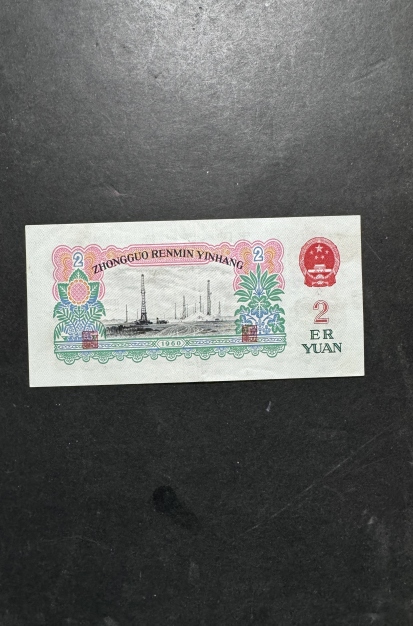 2 2
ZHONGGUO RENMIN YINHANG
1960
2
ER
YUAN